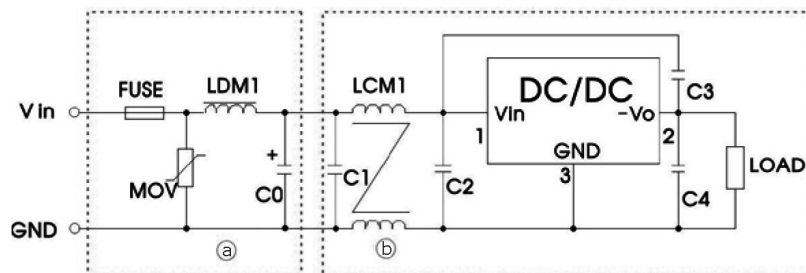 FUSE
LDM1
LCM1
DC/DC
C3
Vin
Vin
-Vo
1
2
GND
3
MOV
+
C0
C1
C2
C4
LOAD
GND
ⓐ
ⓑ